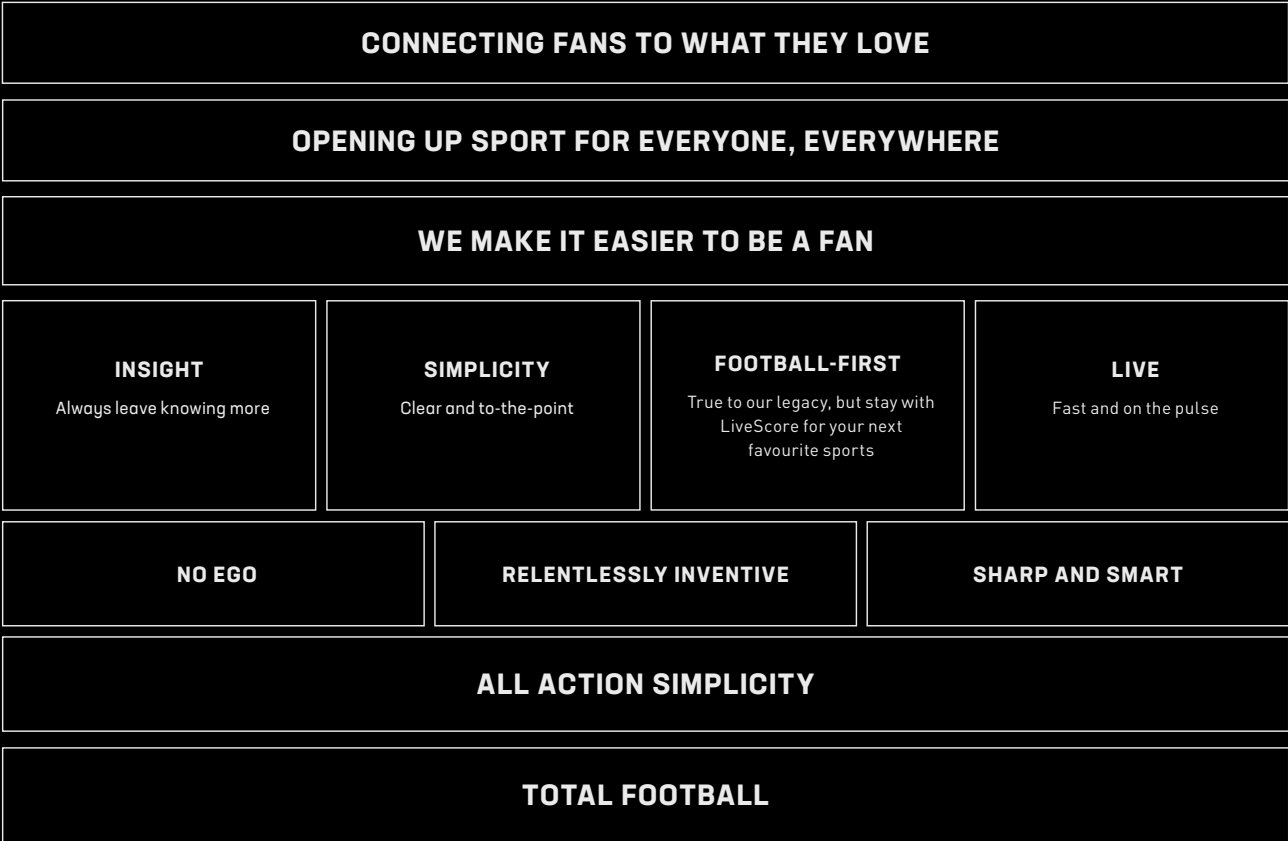 CONNECTING FANS TO WHAT THEY LOVE
OPENING UP SPORT FOR EVERYONE, EVERYWHERE
WE MAKE IT EASIER TO BE A FAN
INSIGHT
Always leave knowing more
SIMPLICITY
Clear and to-the-point
FOOTBALL-FIRST
True to our legacy, but stay with
LiveScore for your next
favourite sports
LIVE
Fast and on the pulse
NO EGO
RELENTLESSLY INVENTIVE
SHARP AND SMART
ALL ACTION SIMPLICITY
TOTAL FOOTBALL